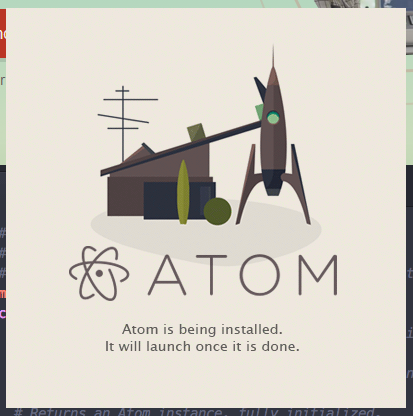 ATOM
Atom is being installed.
It will launch once it is done.
# Returns an Atom instance, fully initialized.